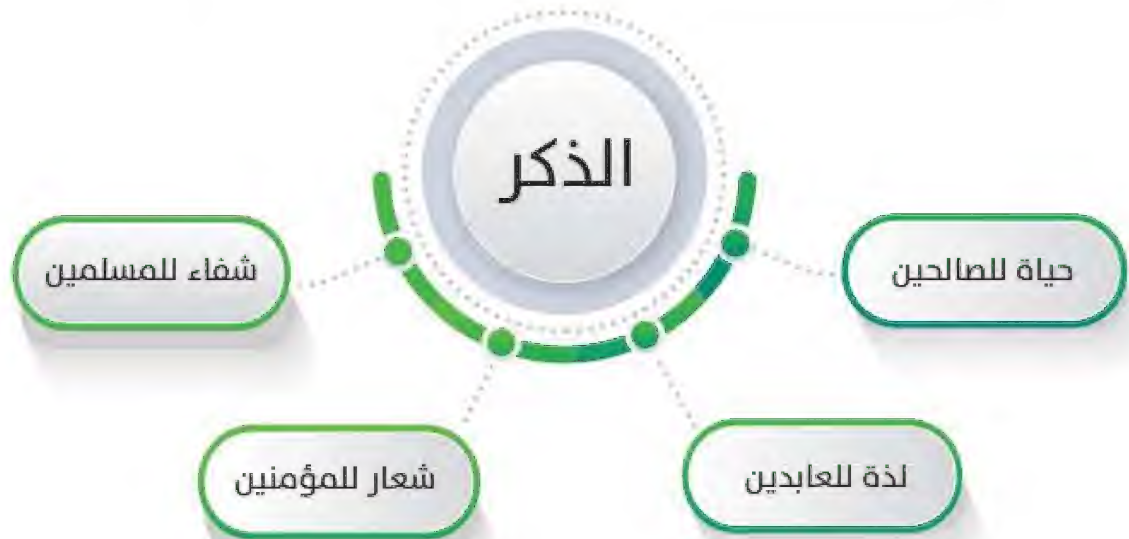 الذكر
حياة للصالحين
لذة للعابدين
شعار للمؤمنين
شفاء للمسلمين